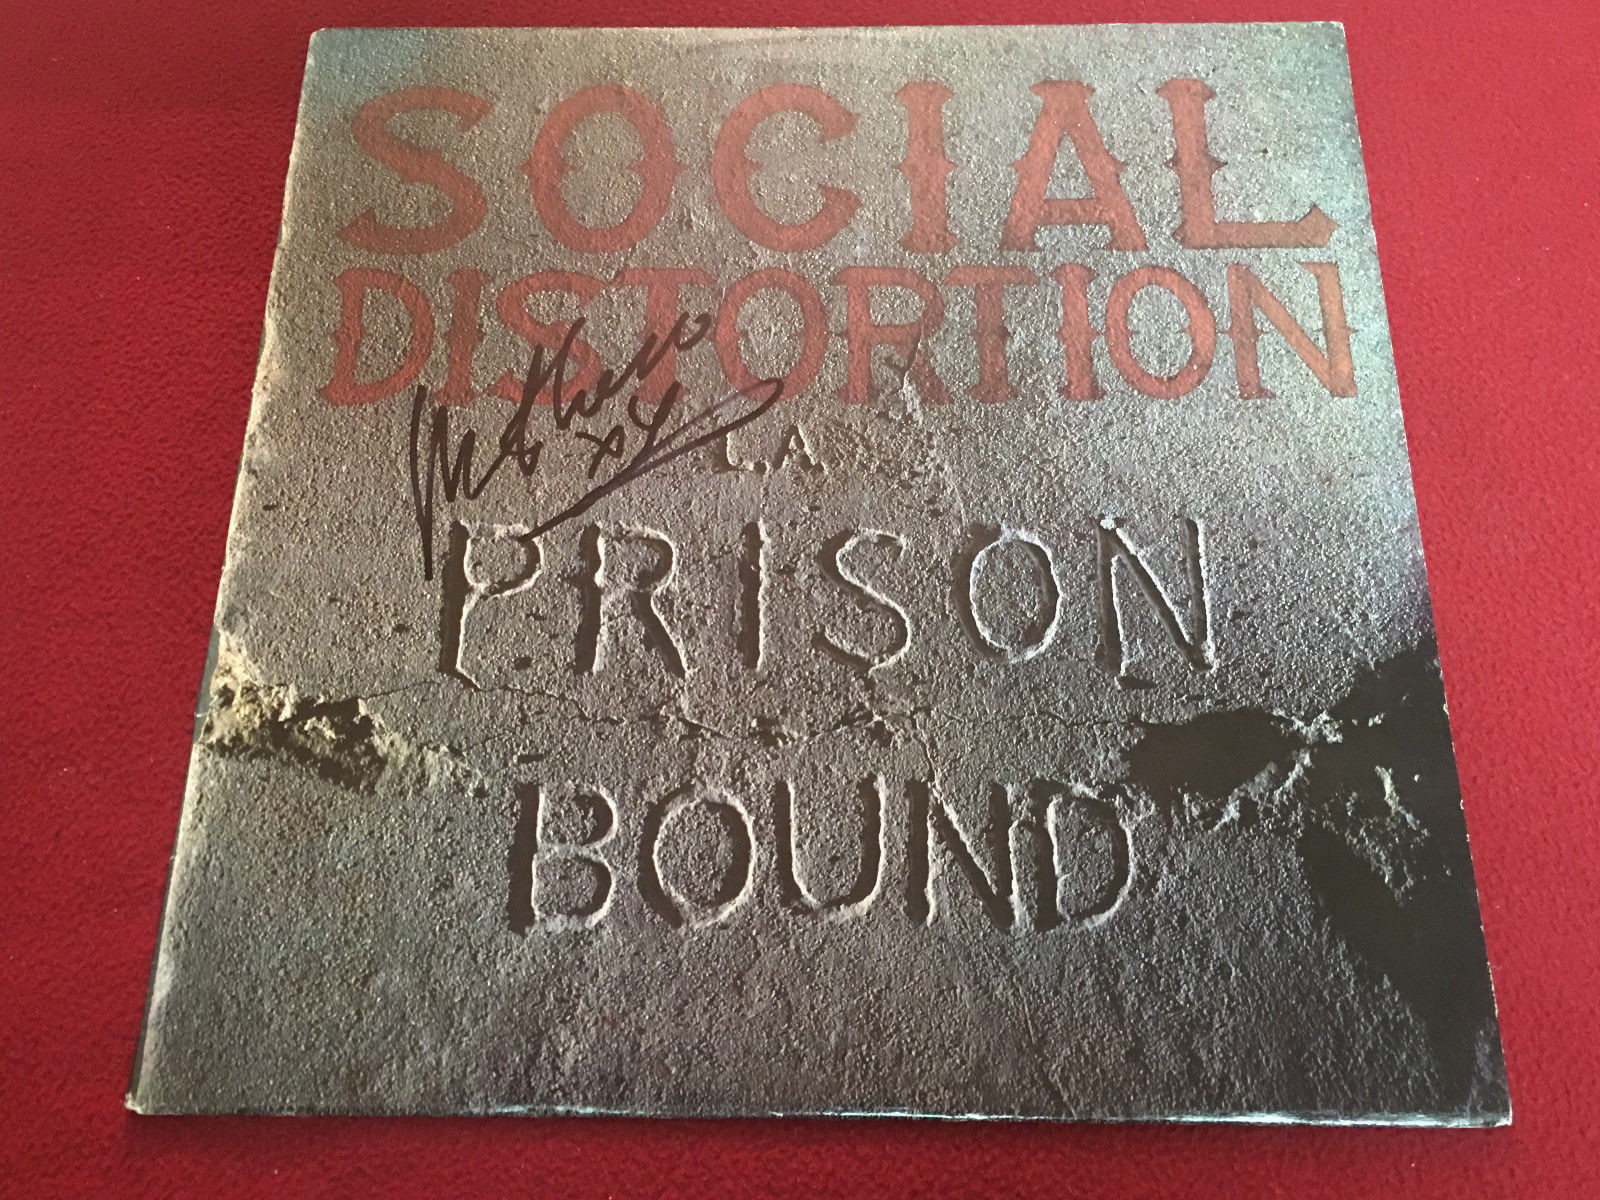 SOCIAL
DISTORTION
L.A.
PRISON
BOUND